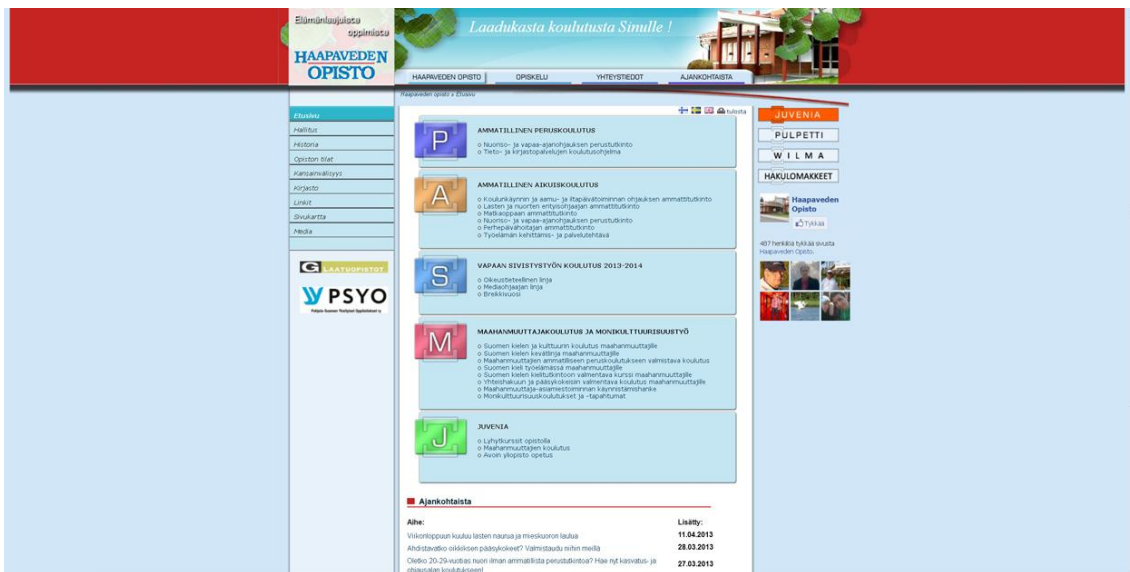 Elämänlaajuista
oppimista
HAAPAVEDEN
OPISTO
Laadukasta koulutusta Sinulle !
HAAPAVEDEN OPISTO
OPISKELU
YHTEYSTIEDOT
AJANKOHTAISTA
Haapaveden opisto » Etusivu
tulosta
Etusivu
Hallitus
Historia
Opiston tilat
Kansainvälisyys
Kirjasto
Linkit
Sivukartta
Media
G LAATUOPISTOT
PSYO
Pohjois-Suomen Yksityiset Oppilaitokset ry
P
AMMATILLINEN PERUSKOULUTUS
o Nuoriso- ja vapaa-ajanohjauksen perustutkinto
o Tieto- ja kirjastopalvelujen koulutusohjelma
A
AMMATILLINEN AIKUISKOULUTUS
o Koulunkäynnin ja aamu- ja iltapäivätoiminnan ohjauksen ammattitutkinto
o Lasten ja nuorten erityisohjaajan ammattitutkinto
o Matkaoppaan ammattitutkinto
o Nuoriso- ja vapaa-ajanohjauksen perustutkinto
o Perhepäivähoitajan ammattitutkinto
o Työelämän kehittämis- ja palvelutehtävä
S
VAPAAN SIVISTYSTYÖN KOULUTUS 2013-2014
o Oikeustieteellinen linja
o Mediaohjaajan linja
o Breikkivuosi
M
MAAHANMUUTTAJAKOULUTUS JA MONIKULTTUURISUUSTYÖ
o Suomen kielen ja kulttuurin koulutus maahanmuuttajille
o Suomen kielen kevätlinja maahanmuuttajille
o Maahanmuuttajien ammatilliseen peruskoulutukseen valmistava koulutus
o Suomen kieli työelämässä maahanmuuttajille
o Suomen kielen kielitutkintoon valmentava kurssi maahanmuuttajille
o Yhteishakuun ja pääsykokeisiin valmentava koulutus maahanmuuttajille
o Maahanmuuttaja-asiamiestoiminnan käynnistämishanke
o Monikulttuurisuuskoulutukset ja -tapahtumat
J
JUVENIA
o Lyhytkurssit opistolla
o Maahanmuuttajien koulutus
o Avoin yliopisto opetus
JUVENIA
PULPETTI
WILMA
HAKULOMAKKEET
Haapaveden
Opisto
Tykkää
487 henkilöä tykkää sivusta
Haapaveden Opisto.
Ajankohtaista
Aihe: Lisätty:
Viikonloppuun kuuluu lasten naurua ja mieskuoron laulua 11.04.2013
Ahdistavatko oikiksen pääsykokeet? Valmistaudu niihin meillä 28.03.2013
Oletko 20-29-vuotias nuori ilman ammatillista perustutkintoa? Hae nyt kasvatus- ja 27.03.2013
ohjausalan koulutukseen!